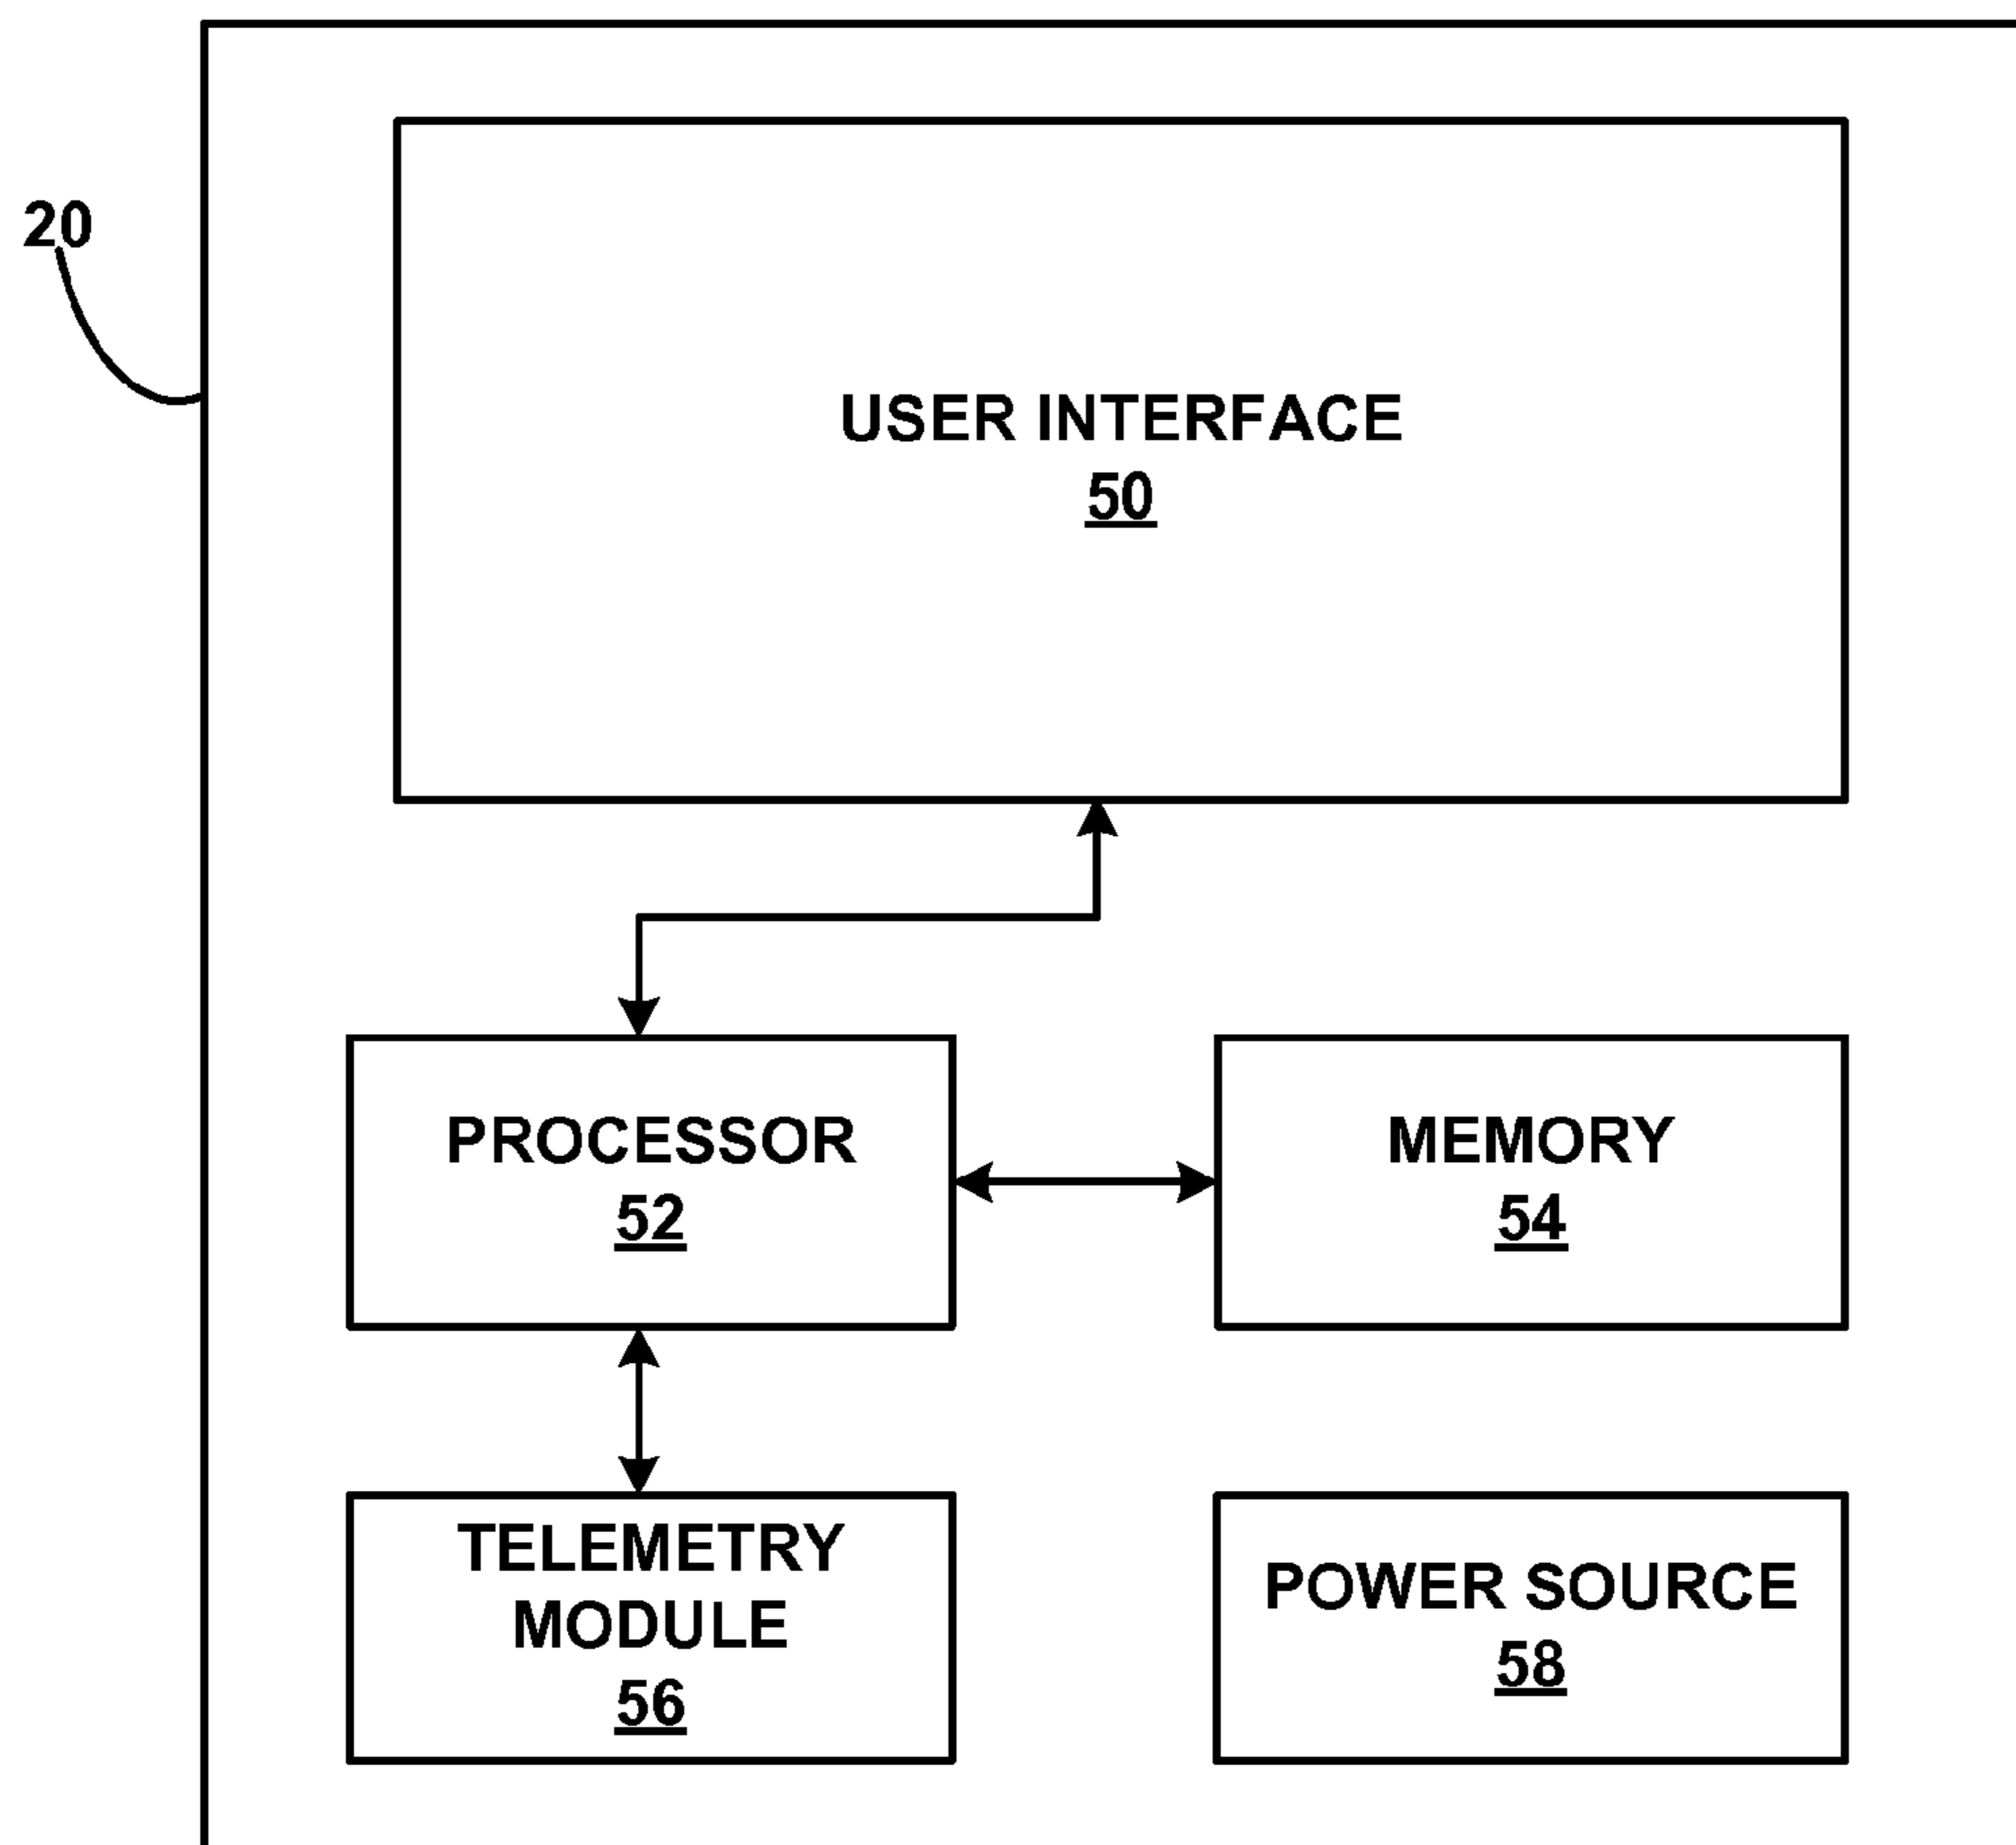 20
USER INTERFACE
50
PROCESSOR
52
MEMORY
54
TELEMETRY
MODULE
56
POWER SOURCE
58